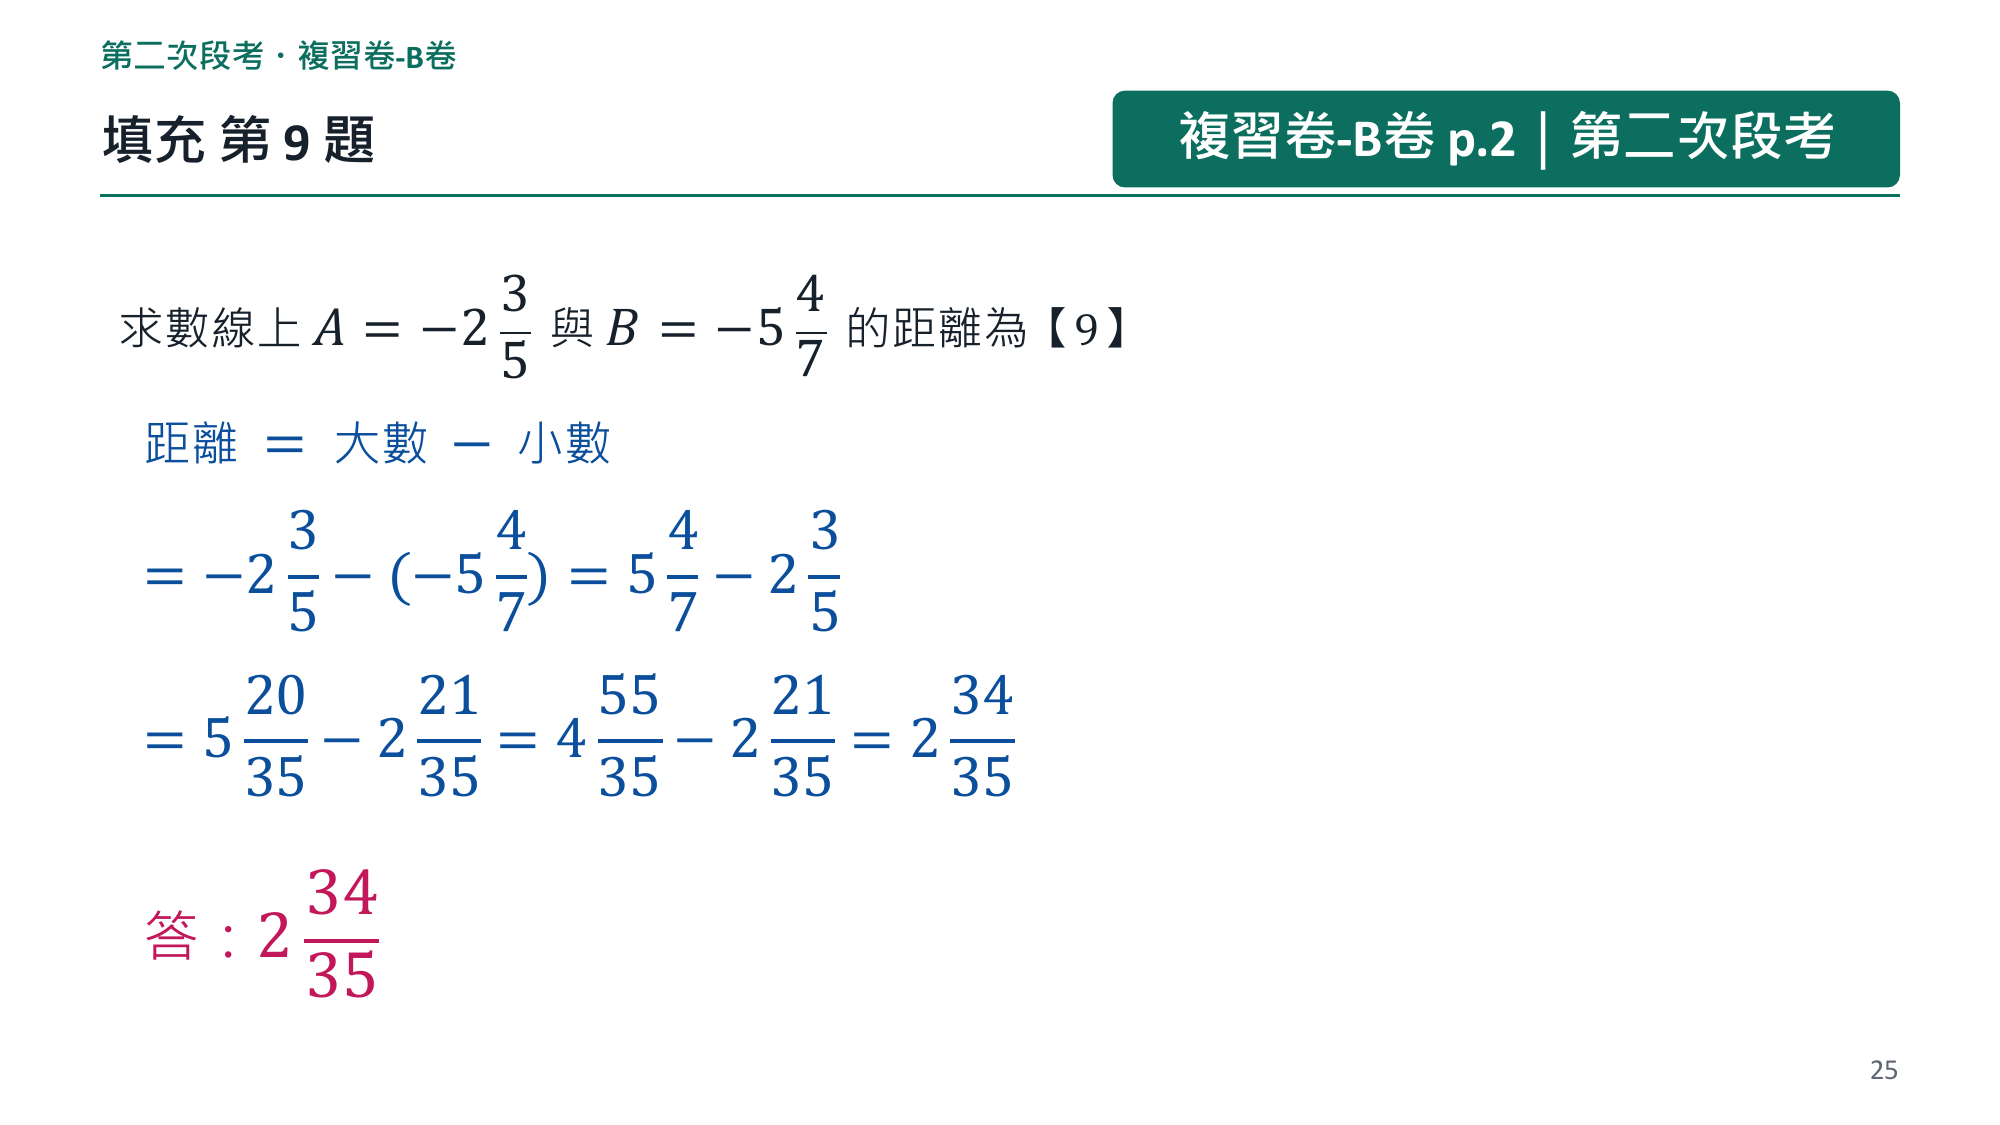 第二次段考・複習卷-B卷
填充 第 9 題
複習卷-B卷 p.2｜第二次段考
求數線上 A = −2 3/5 與 B = −5 4/7 的距離為【9】
距離 = 大數 − 小數
= −2 3/5 − (−5 4/7) = 5 4/7 − 2 3/5
= 5 20/35 − 2 21/35 = 4 55/35 − 2 21/35 = 2 34/35
答：2 34/35
25